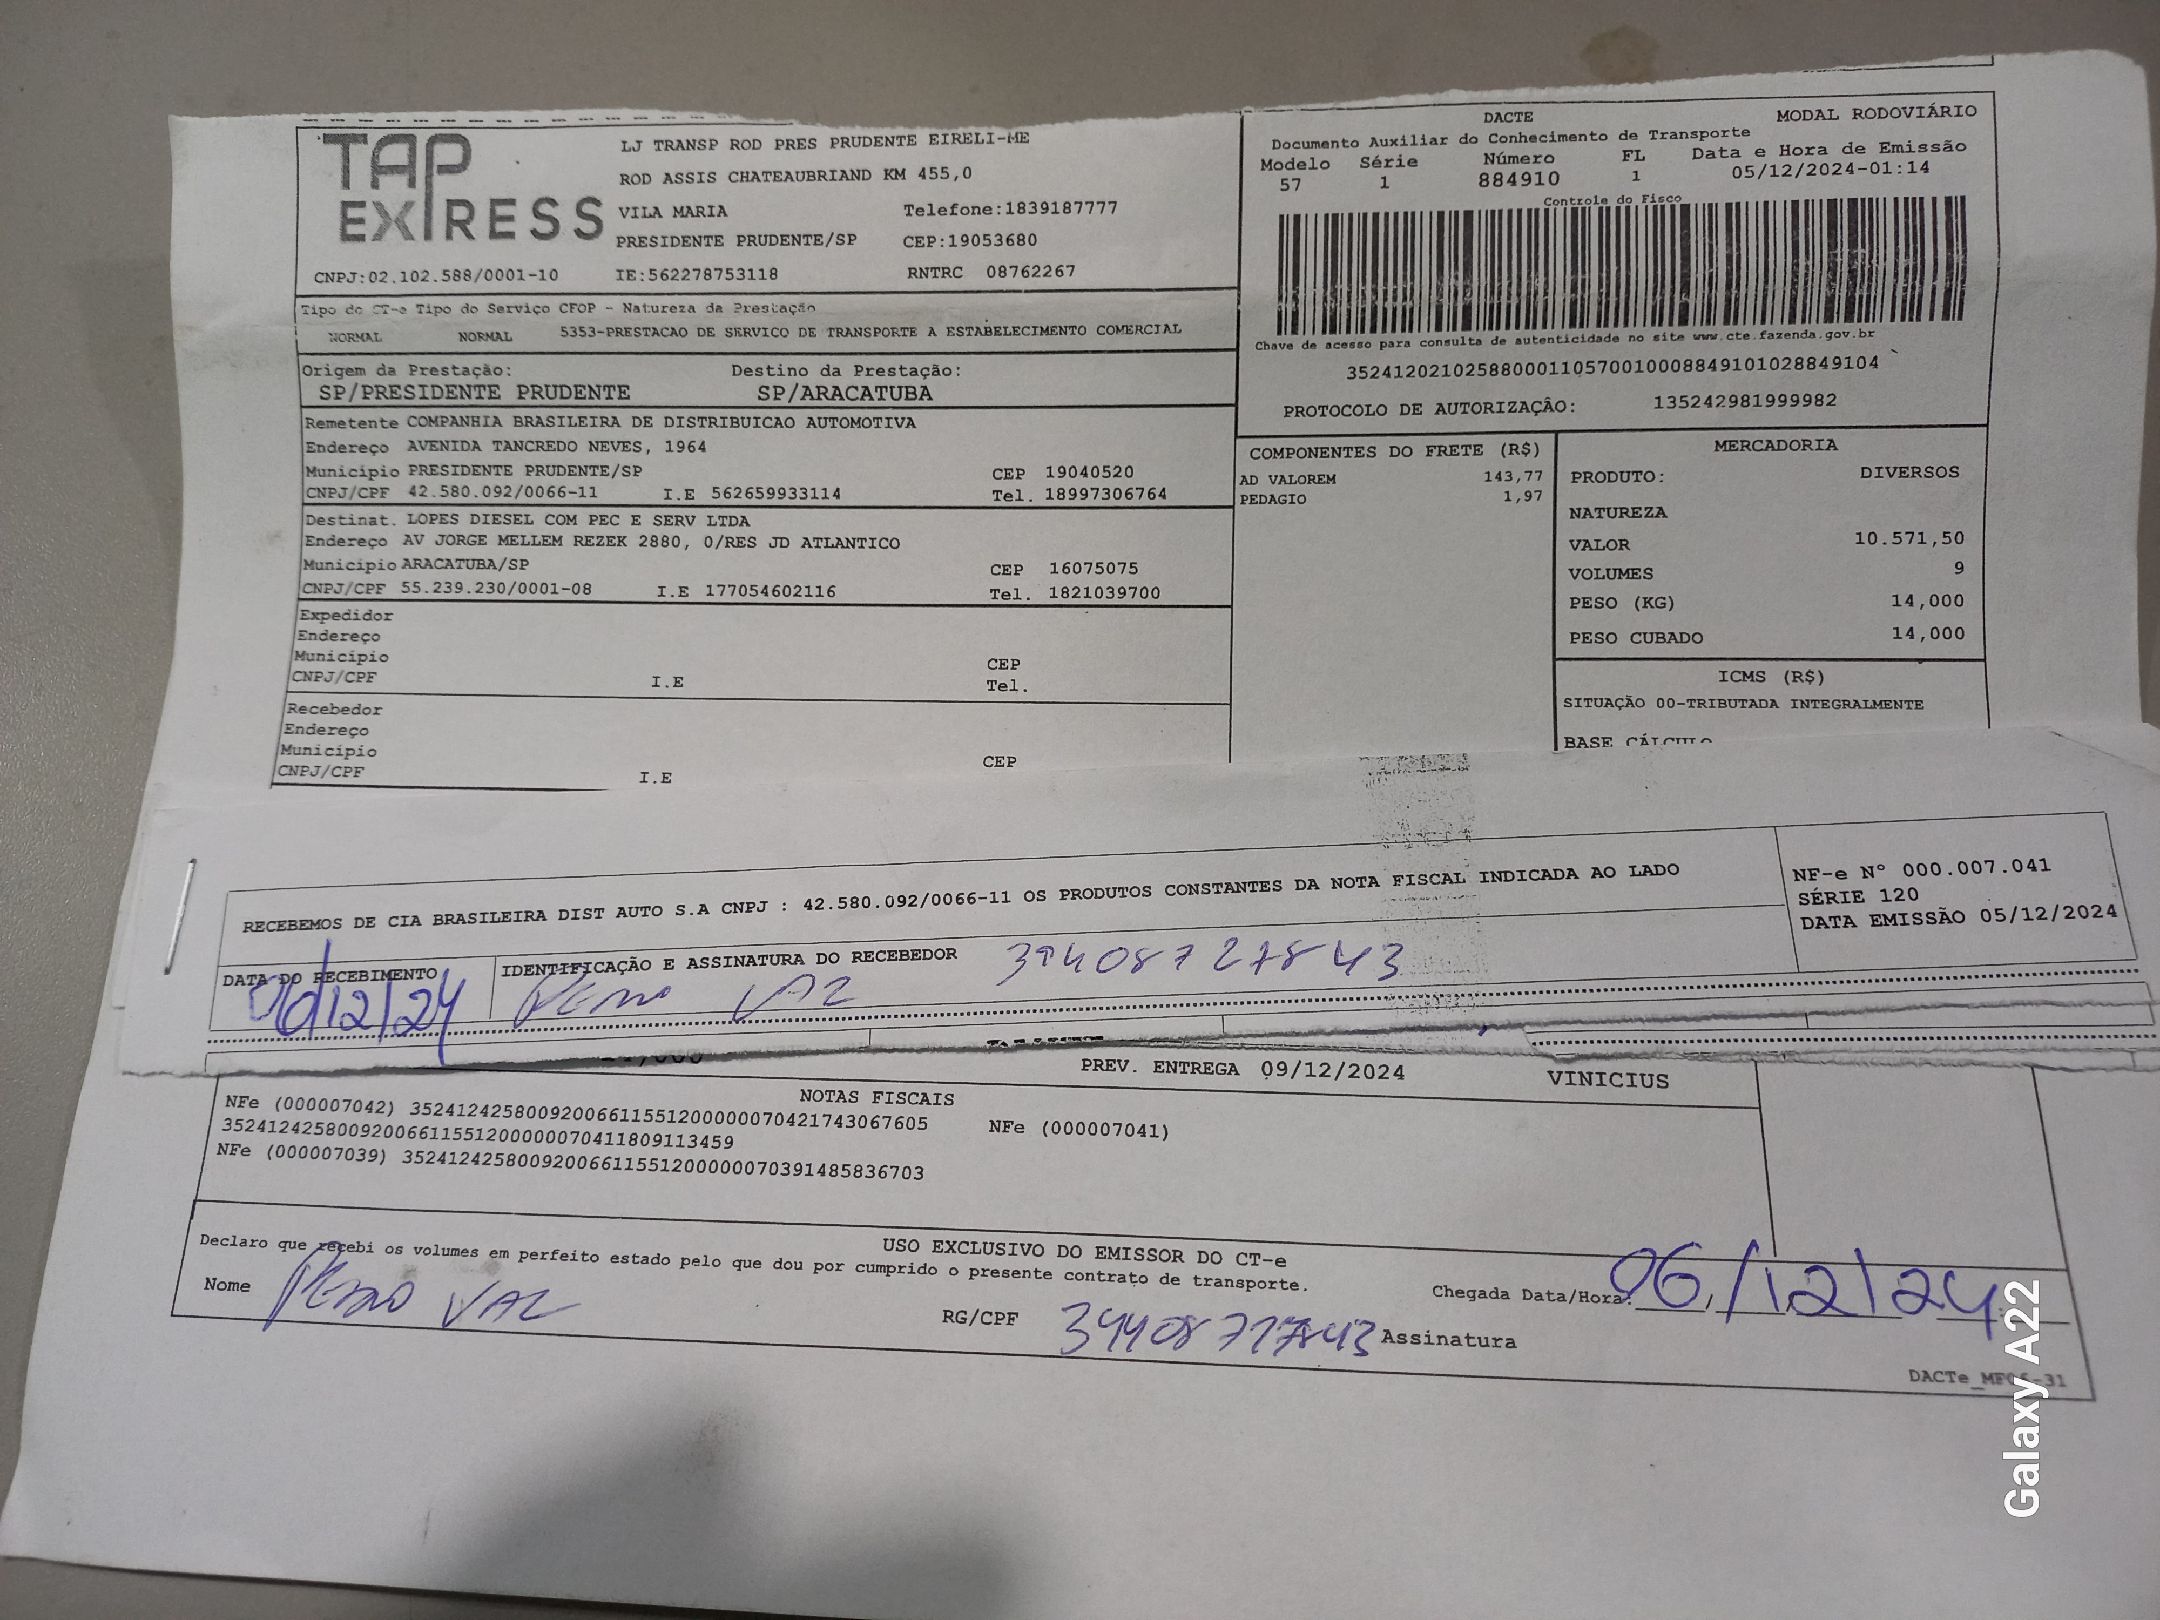 TAP EXPRESS
LJ TRANSP ROD PRES PRUDENTE EIRELI-ME
ROD ASSIS CHATEAUBRIAND KM 455,0
VILA MARIA Telefone:1839187777
PRESIDENTE PRUDENTE/SP CEP:19053680
CNPJ:02.102.588/0001-10 IE:562278753118 RNTRC 08762267
DACTE MODAL RODOVIÁRIO
Documento Auxiliar do Conhecimento de Transporte
Modelo Série Número FL Data e Hora de Emissão
57 1 884910 1 05/12/2024-01:14
Controle do Fisco
Chave de acesso para consulta de autenticidade no site www.cte.fazenda.gov.br
35241202102588000110570010008849101028849104
PROTOCOLO DE AUTORIZAÇÃO: 135242981999982
Tipo do CT-e Tipo do Serviço CFOP - Natureza da Prestação
NORMAL NORMAL 5353-PRESTACAO DE SERVICO DE TRANSPORTE A ESTABELECIMENTO COMERCIAL
Origem da Prestação: Destino da Prestação:
SP/PRESIDENTE PRUDENTE SP/ARACATUBA
Remetente COMPANHIA BRASILEIRA DE DISTRIBUICAO AUTOMOTIVA
Endereço AVENIDA TANCREDO NEVES, 1964
Município PRESIDENTE PRUDENTE/SP CEP 19040520
CNPJ/CPF 42.580.092/0066-11 I.E 562659933114 Tel. 18997306764
Destinat. LOPES DIESEL COM PEC E SERV LTDA
Endereço AV JORGE MELLEM REZEK 2880, 0/RES JD ATLANTICO
Município ARACATUBA/SP CEP 16075075
CNPJ/CPF 55.239.230/0001-08 I.E 177054602116 Tel. 1821039700
Expedidor
Endereço
Município CEP
CNPJ/CPF I.E Tel.
Recebedor
Endereço
Município CEP
CNPJ/CPF I.E
COMPONENTES DO FRETE (R$)
AD VALOREM 143,77
PEDAGIO 1,97
MERCADORIA
PRODUTO: DIVERSOS
NATUREZA
VALOR 10.571,50
VOLUMES 9
PESO (KG) 14,000
PESO CUBADO 14,000
ICMS (R$)
SITUAÇÃO 00-TRIBUTADA INTEGRALMENTE
BASE CÁLCULO
RECEBEMOS DE CIA BRASILEIRA DIST AUTO S.A CNPJ : 42.580.092/0066-11 OS PRODUTOS CONSTANTES DA NOTA FISCAL INDICADA AO LADO
NF-e Nº 000.007.041
SÉRIE 120
DATA EMISSÃO 05/12/2024
DATA DO RECEBIMENTO IDENTIFICAÇÃO E ASSINATURA DO RECEBEDOR
06/12/24
PREV. ENTREGA 09/12/2024 VINICIUS
NOTAS FISCAIS
NFe (000007042) 35241242580092006611551200000070421743067605 NFe (000007041)
35241242580092006611551200000070411809113459
NFe (000007039) 35241242580092006611551200000070391485836703
USO EXCLUSIVO DO EMISSOR DO CT-e
Declaro que recebi os volumes em perfeito estado pelo que dou por cumprido o presente contrato de transporte.
Nome RG/CPF Assinatura
Chegada Data/Hora: 06/12/24
DACTe_MF06-31
Galaxy A22